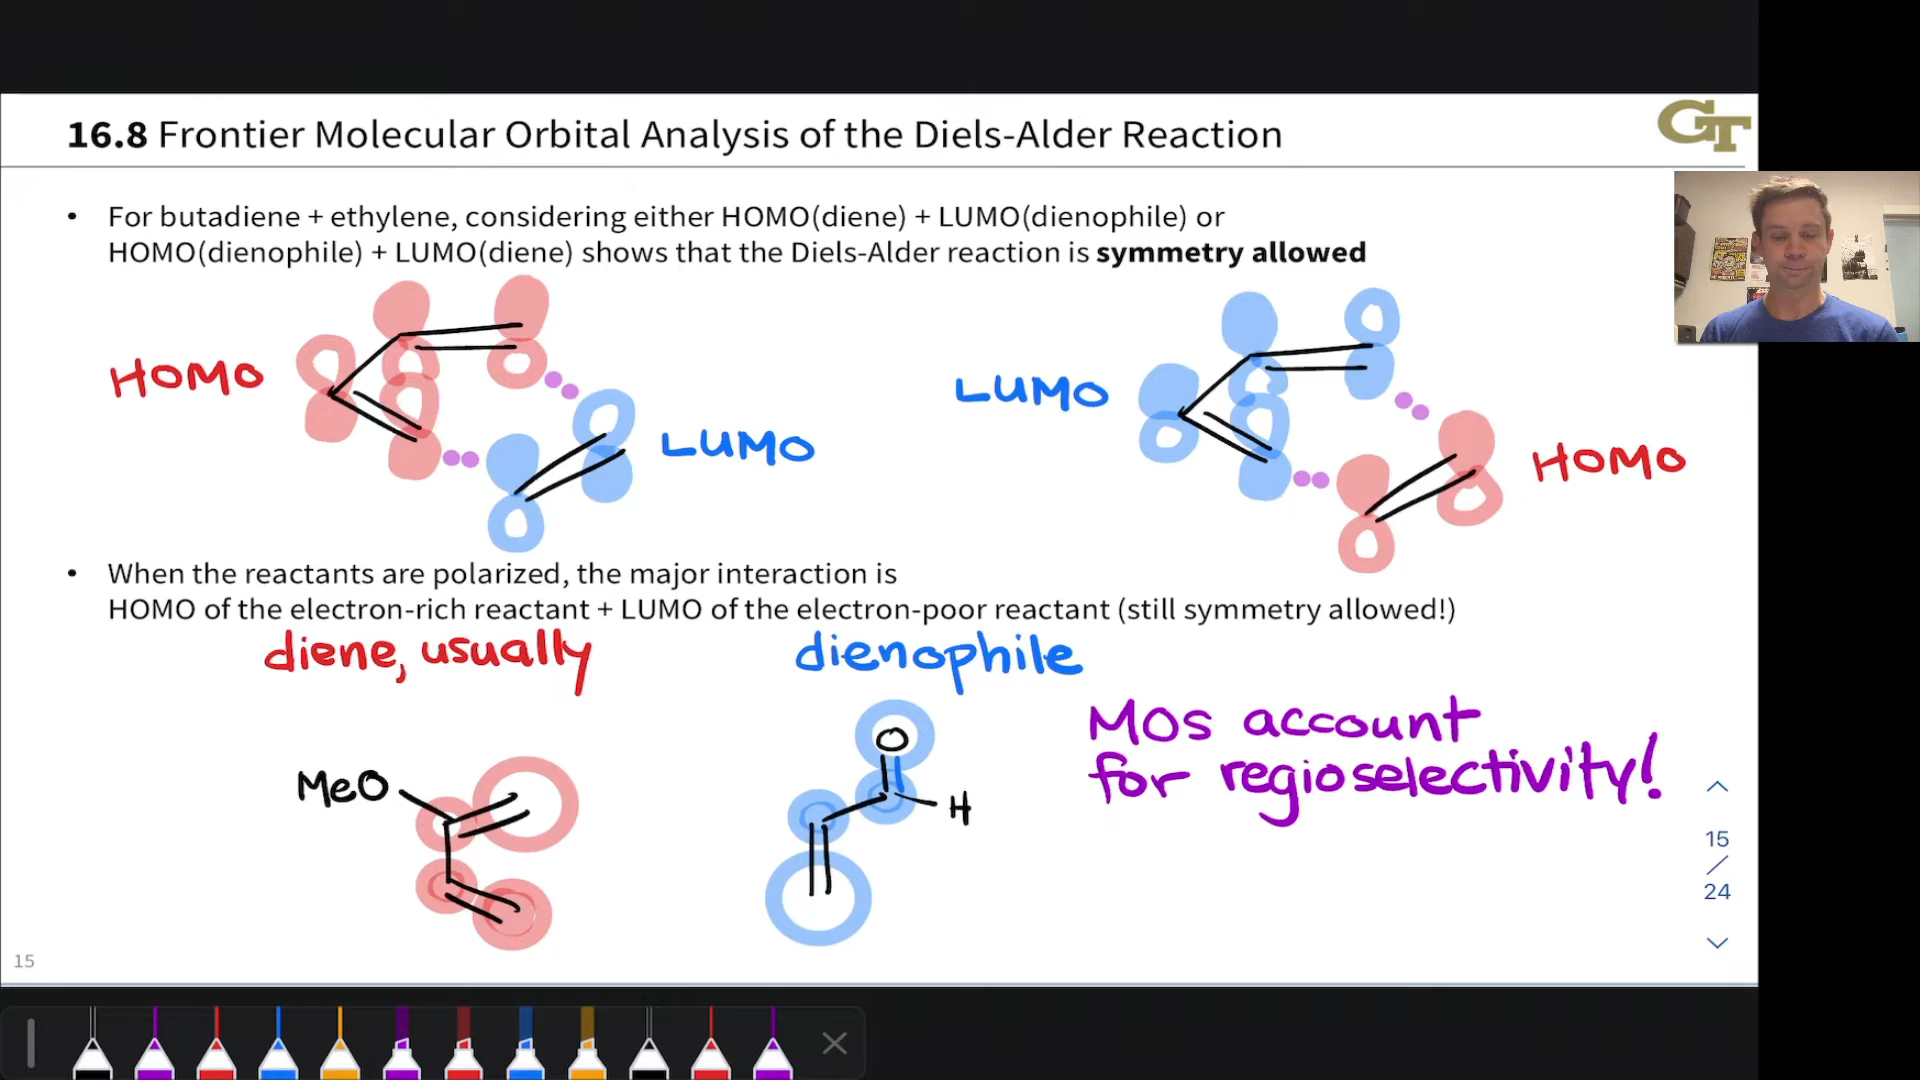 16.8 Frontier Molecular Orbital Analysis of the Diels-Alder Reaction
GT
• For butadiene + ethylene, considering either HOMO(diene) + LUMO(dienophile) or
HOMO(dienophile) + LUMO(diene) shows that the Diels-Alder reaction is symmetry allowed
HOMO
LUMO
LUMO
HOMO
• When the reactants are polarized, the major interaction is
HOMO of the electron-rich reactant + LUMO of the electron-poor reactant (still symmetry allowed!)
diene, usually
dienophile
MeO
O
H
MOs account
for regioselectivity!
15
/
24
15